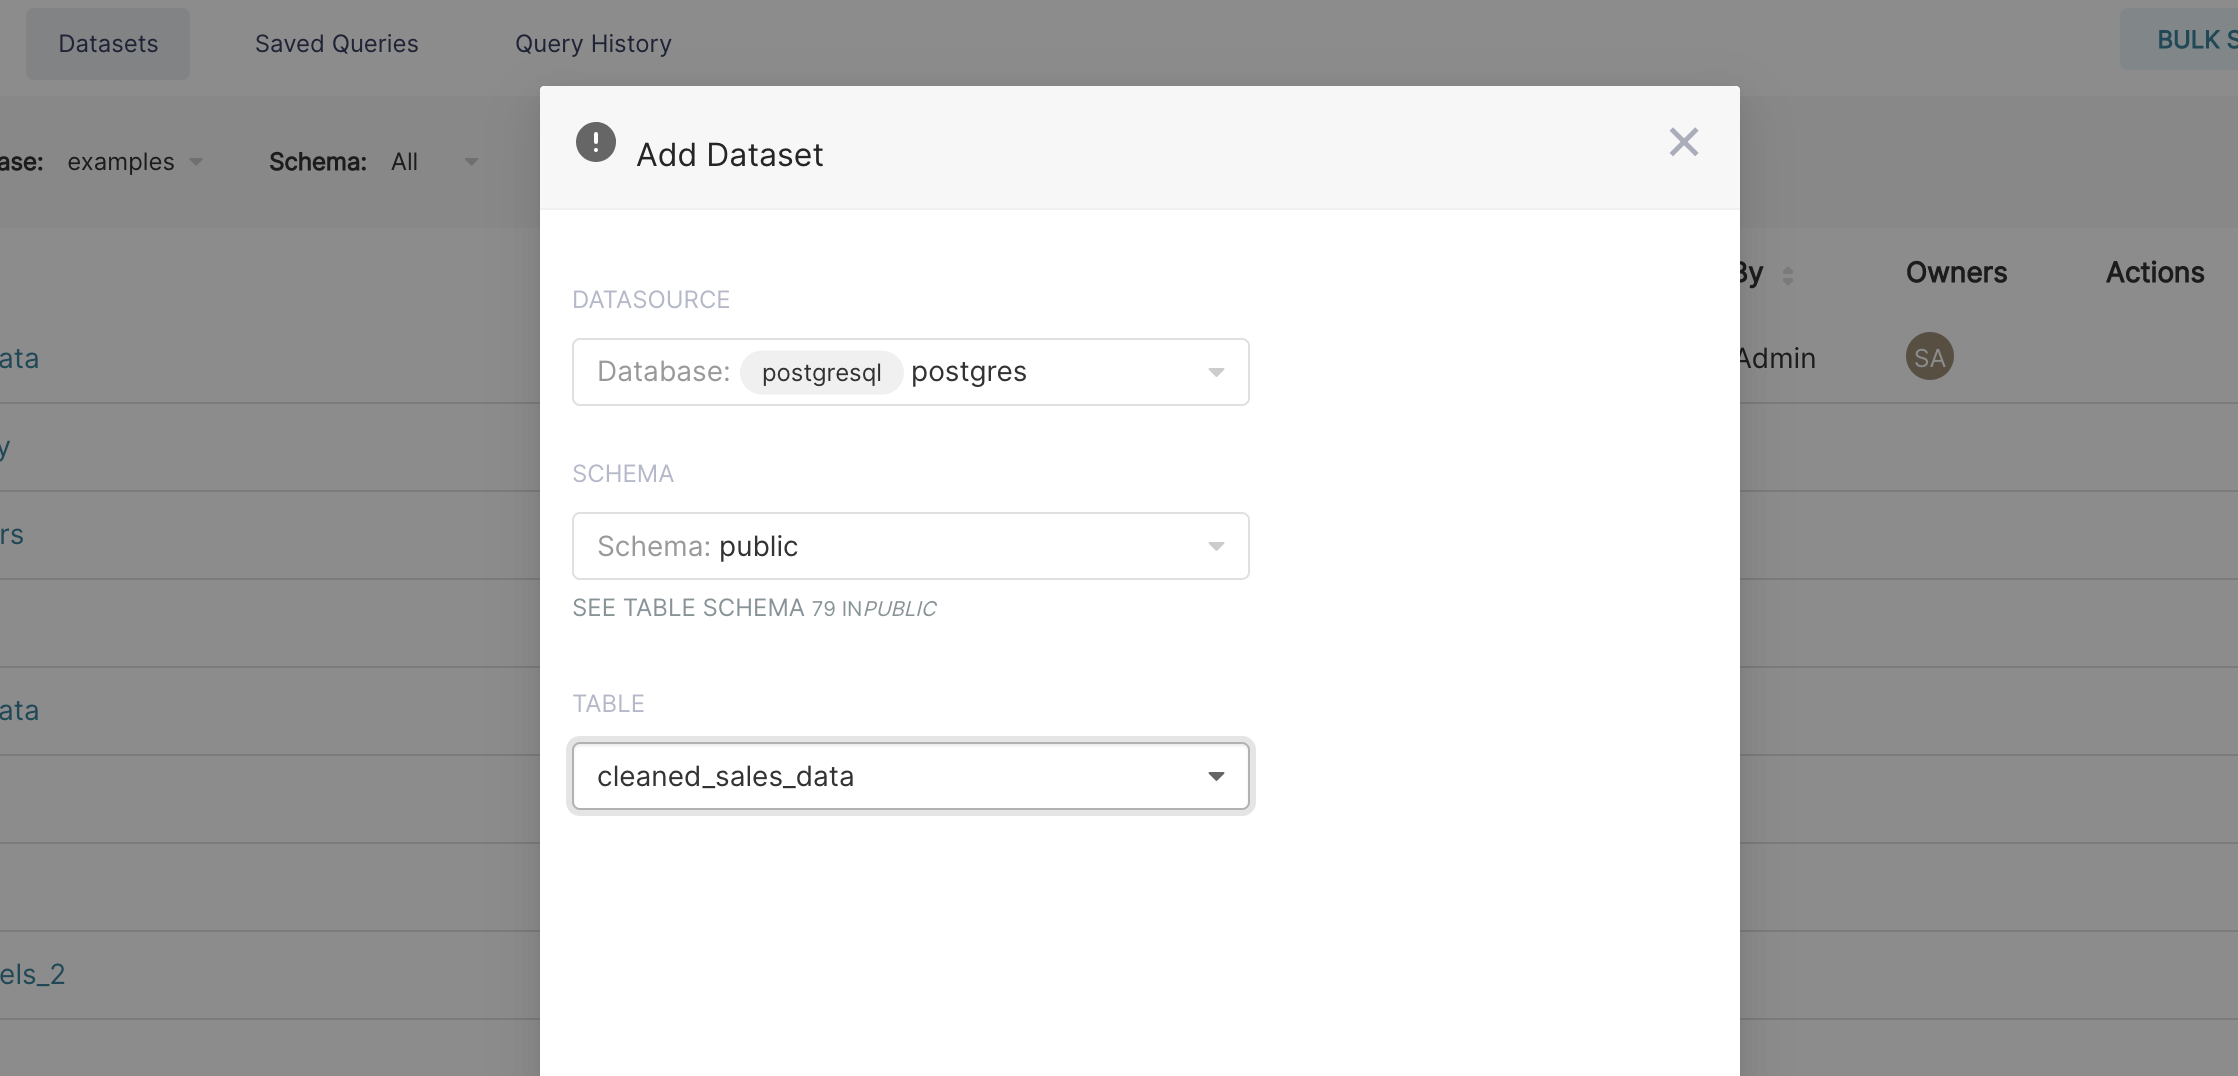 Datasets Saved Queries Query History BULK S
Add Dataset
ase: examples Schema: All
By Owners Actions
DATASOURCE
ata Admin SA
Database: postgresql postgres
y
SCHEMA
rs
Schema: public
SEE TABLE SCHEMA 79 IN PUBLIC
TABLE
ata
cleaned_sales_data
els_2